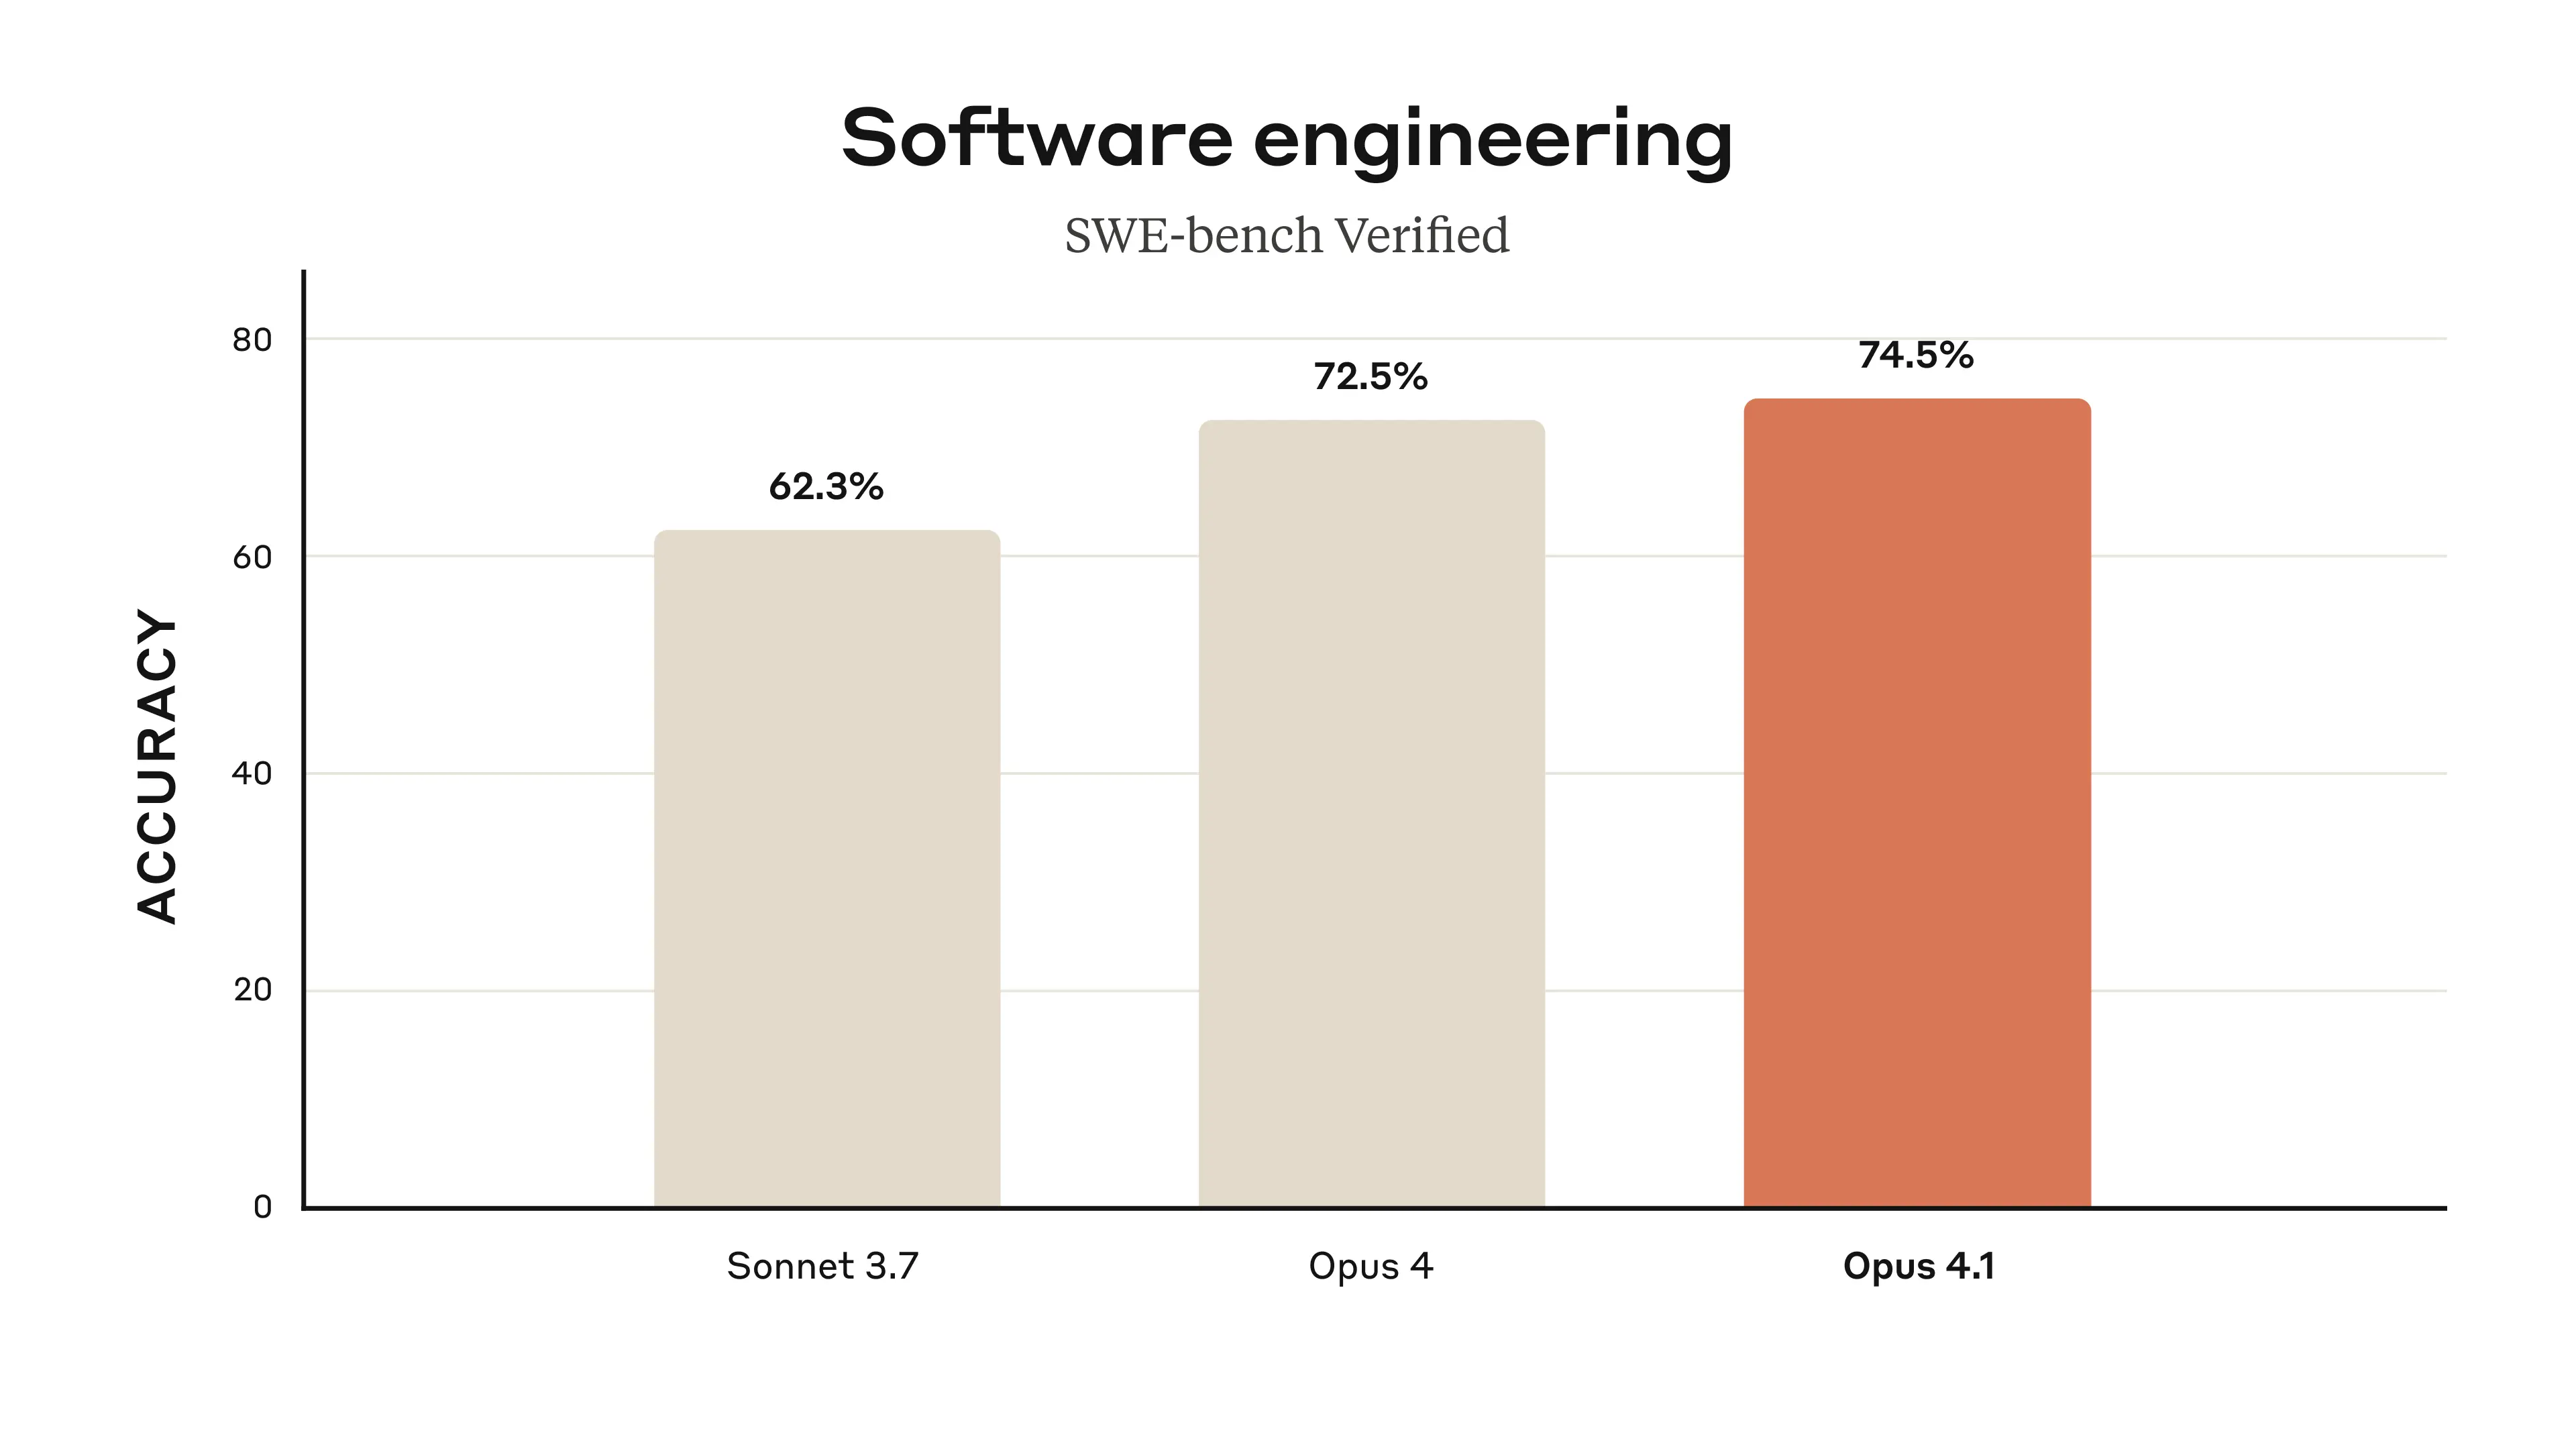 Software engineering
SWE-bench Verified
ACCURACY
80
60
40
20
0
62.3%
72.5%
74.5%
Sonnet 3.7
Opus 4
Opus 4.1